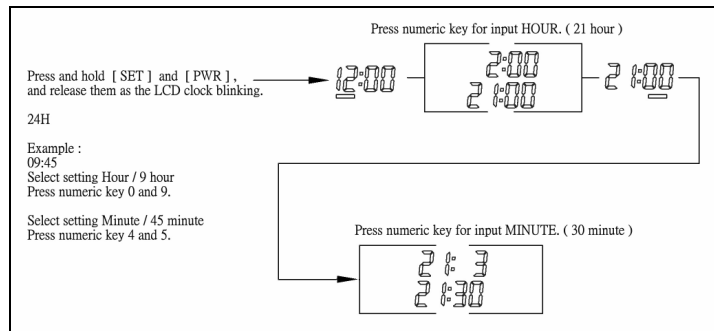 Press numeric key for input HOUR. ( 21 hour )
Press and hold [ SET ] and [ PWR ] ,
and release them as the LCD clock blinking.
12:00
2:00
21:00
21:00
24H
Example :
09:45
Select setting Hour / 9 hour
Press numeric key 0 and 9.
Select setting Minute / 45 minute
Press numeric key 4 and 5.
Press numeric key for input MINUTE. ( 30 minute )
21: 3
21:30